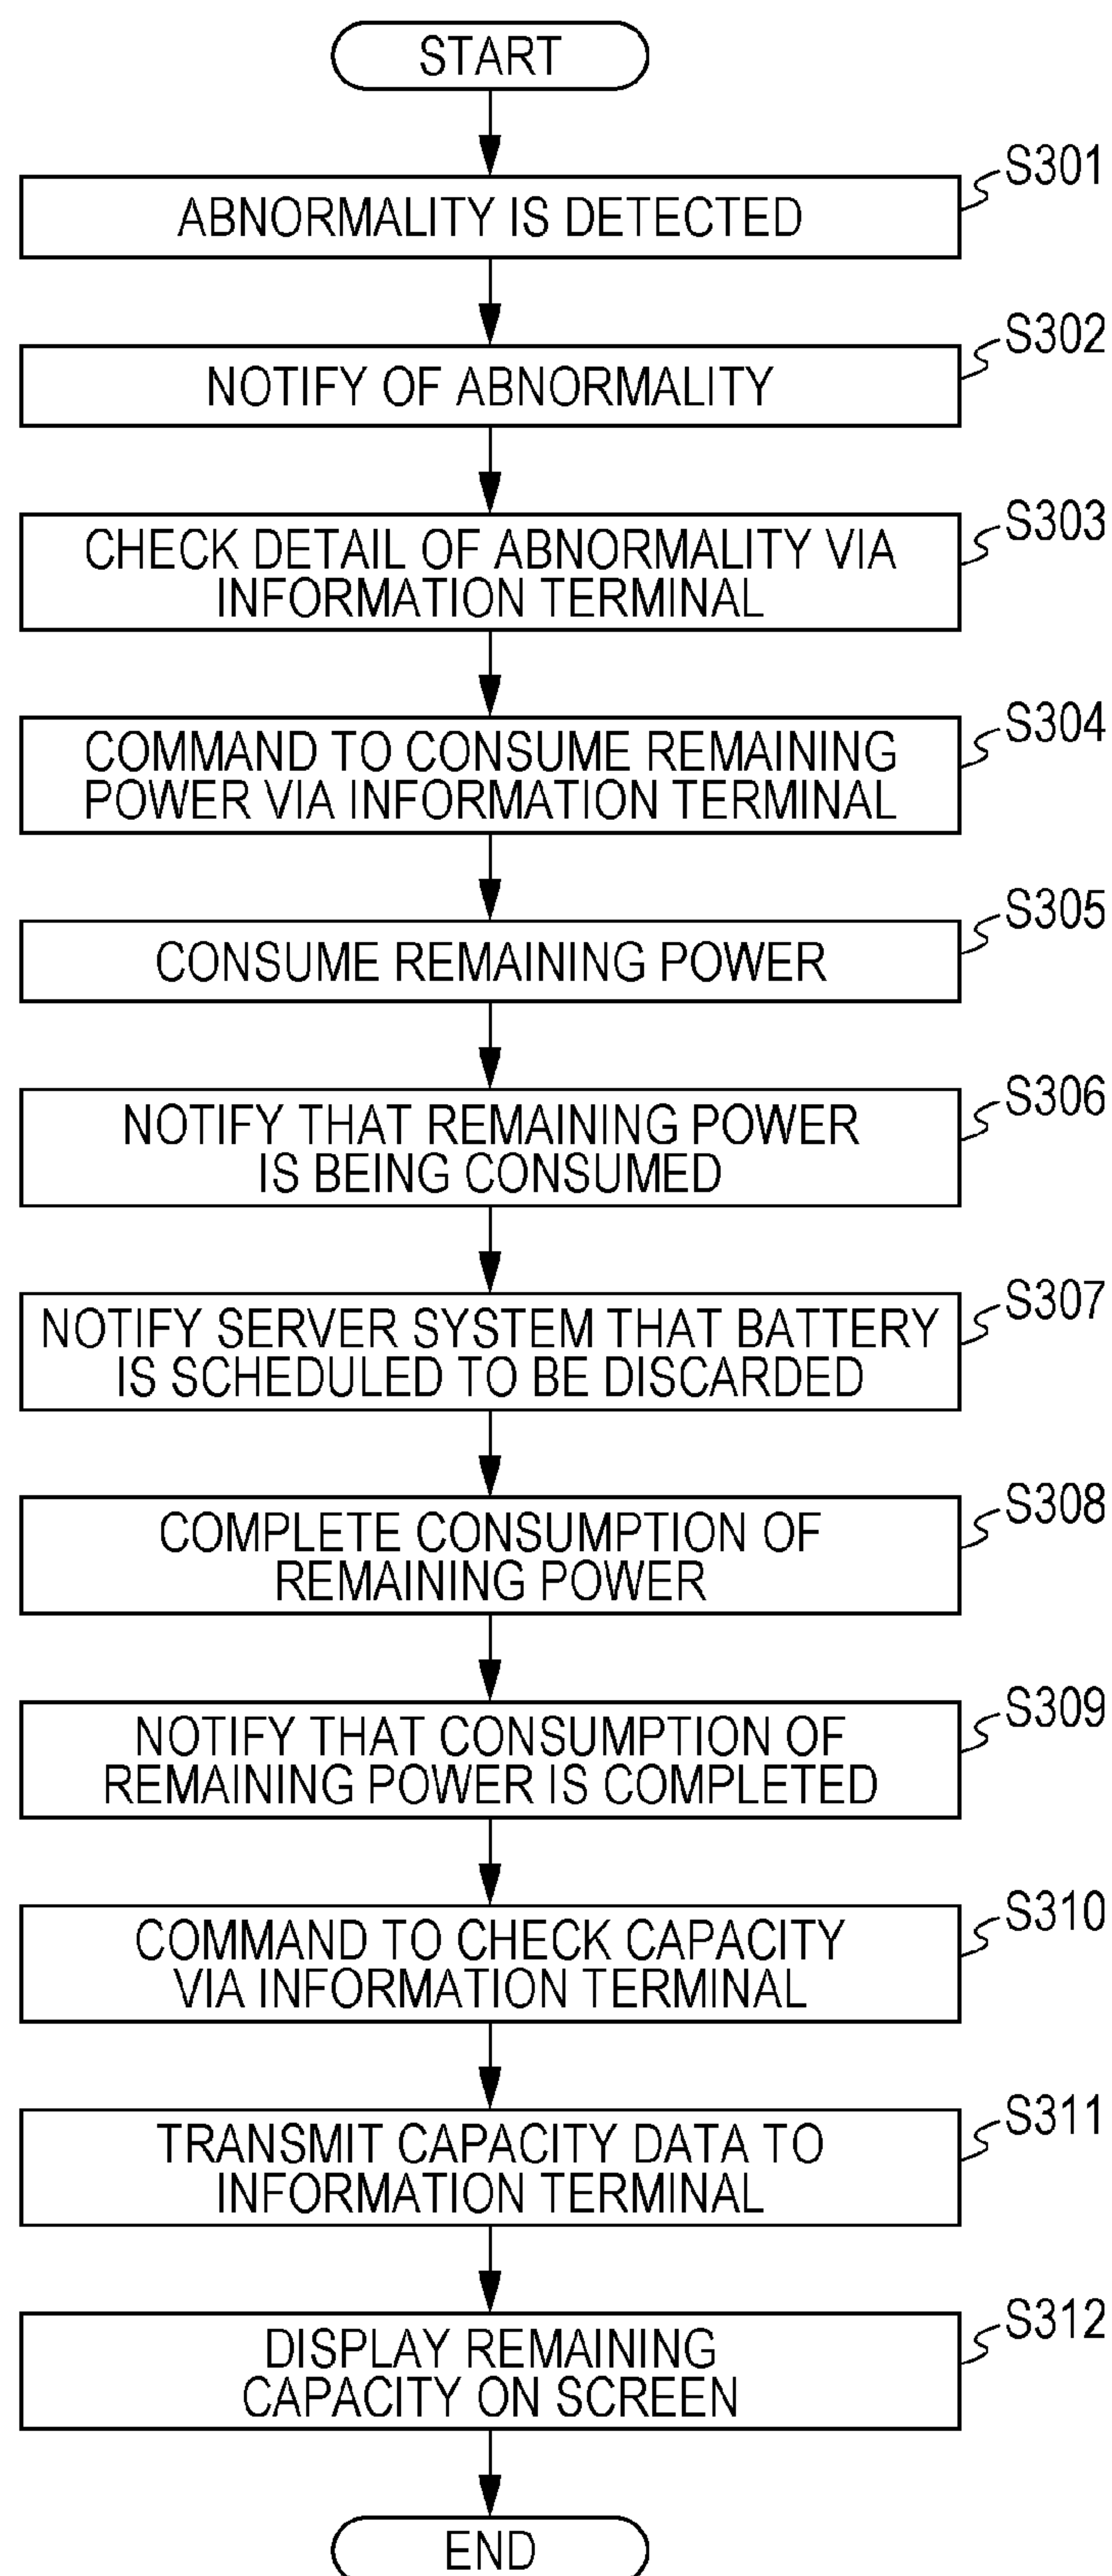 START
S301
ABNORMALITY IS DETECTED
S302
NOTIFY OF ABNORMALITY
S303
CHECK DETAIL OF ABNORMALITY VIA
INFORMATION TERMINAL
S304
COMMAND TO CONSUME REMAINING
POWER VIA INFORMATION TERMINAL
S305
CONSUME REMAINING POWER
S306
NOTIFY THAT REMAINING POWER
IS BEING CONSUMED
S307
NOTIFY SERVER SYSTEM THAT BATTERY
IS SCHEDULED TO BE DISCARDED
S308
COMPLETE CONSUMPTION OF
REMAINING POWER
S309
NOTIFY THAT CONSUMPTION OF
REMAINING POWER IS COMPLETED
S310
COMMAND TO CHECK CAPACITY
VIA INFORMATION TERMINAL
S311
TRANSMIT CAPACITY DATA TO
INFORMATION TERMINAL
S312
DISPLAY REMAINING
CAPACITY ON SCREEN
END